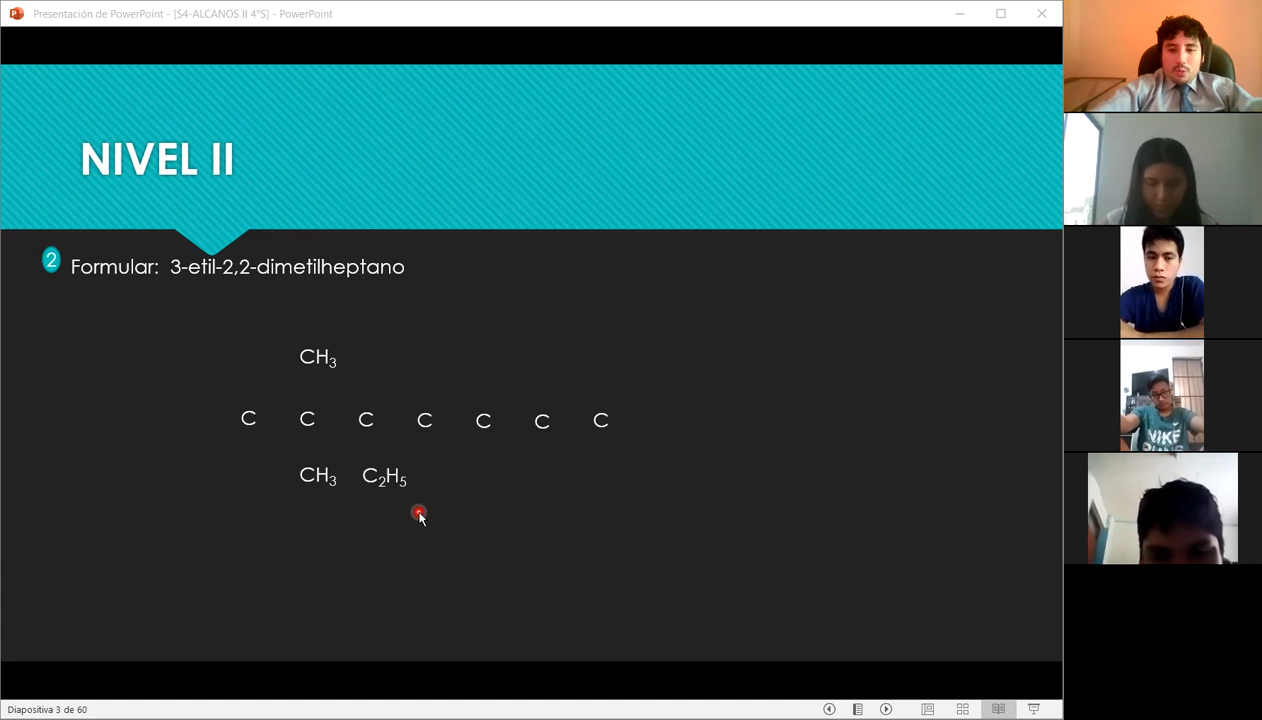 Presentación de PowerPoint - [S4-ALCANOS II 4°S] - PowerPoint
NIVEL II
2 Formular: 3-etil-2,2-dimetilheptano
CH₃
C C C C C C C
CH₃ C₂H₅
Diapositiva 3 de 60